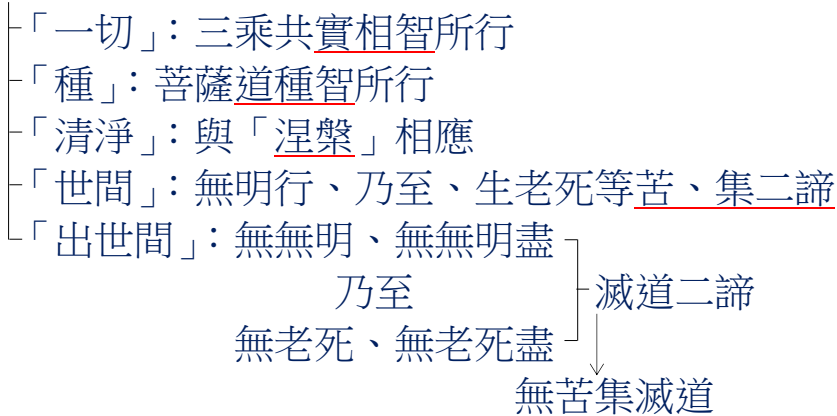 「一切」：三乘共實相智所行
「種」：菩薩道種智所行
「清淨」：與「涅槃」相應
「世間」：無明行、乃至、生老死等苦、集二諦
「出世間」：無無明、無無明盡
乃至
滅道二諦
無老死、無老死盡
無苦集滅道